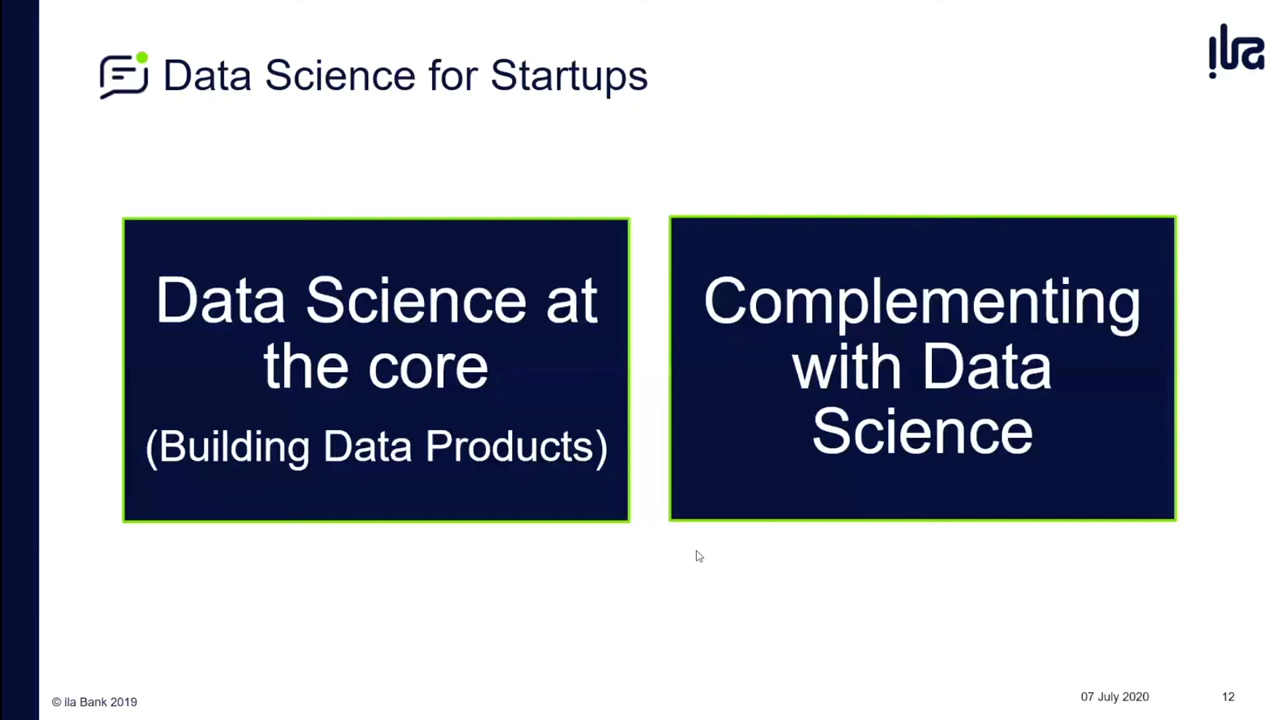 Data Science for Startups
ila
Data Science at
the core
(Building Data Products)
Complementing
with Data
Science
© ila Bank 2019
07 July 2020
12